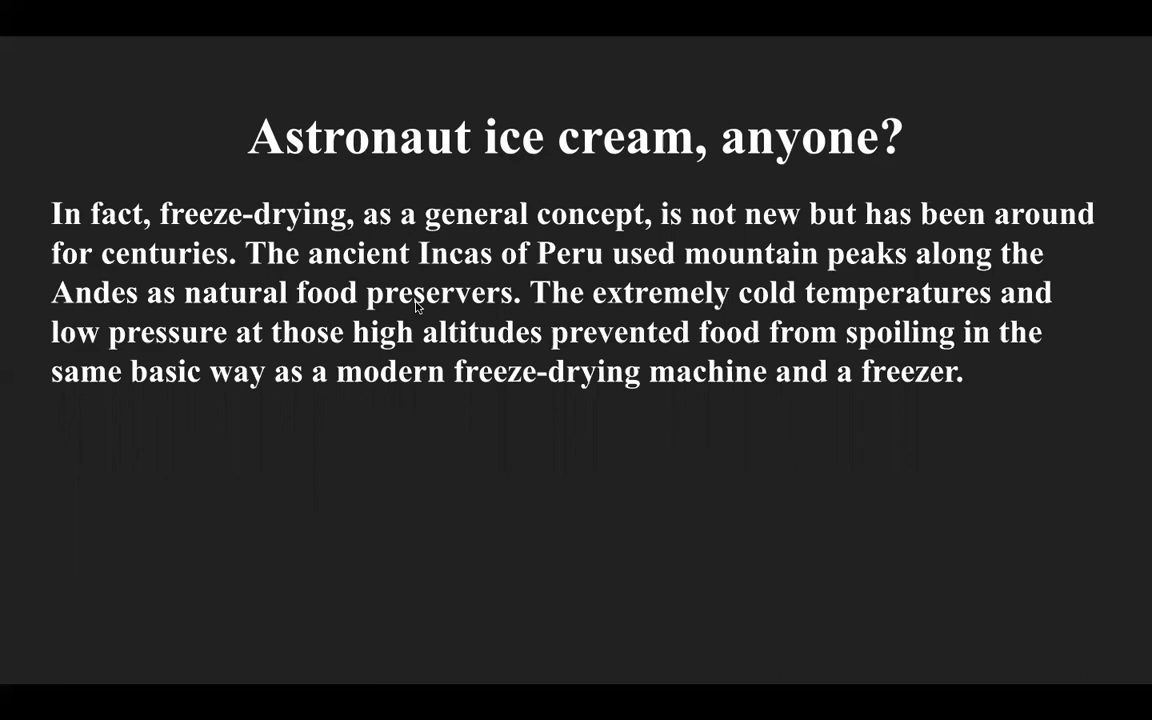 Astronaut ice cream, anyone?
In fact, freeze-drying, as a general concept, is not new but has been around
for centuries. The ancient Incas of Peru used mountain peaks along the
Andes as natural food preservers. The extremely cold temperatures and
low pressure at those high altitudes prevented food from spoiling in the
same basic way as a modern freeze-drying machine and a freezer.